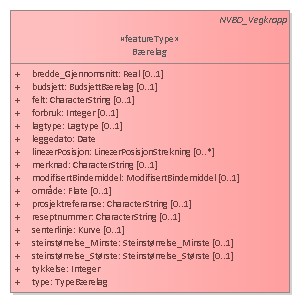 NVBD_Vegkropp
«featureType»
Bærelag
+ bredde_Gjennomsnitt: Real [0..1]
+ budsjett: BudsjettBærelag [0..1]
+ felt: CharacterString [0..1]
+ forbruk: Integer [0..1]
+ lagtype: Lagtype [0..1]
+ leggedato: Date
+ lineærPosisjon: LineærPosisjonStrekning [0..*]
+ merknad: CharacterString [0..1]
+ modifisertBindemiddel: ModifisertBindemiddel [0..1]
+ område: Flate [0..1]
+ prosjektreferanse: CharacterString [0..1]
+ reseptnummer: CharacterString [0..1]
+ senterlinje: Kurve [0..1]
+ steinstørrelse_Minste: Steinstørrelse_Minste [0..1]
+ steinstørrelse_Største: Steinstørrelse_Største [0..1]
+ tykkelse: Integer
+ type: TypeBærelag